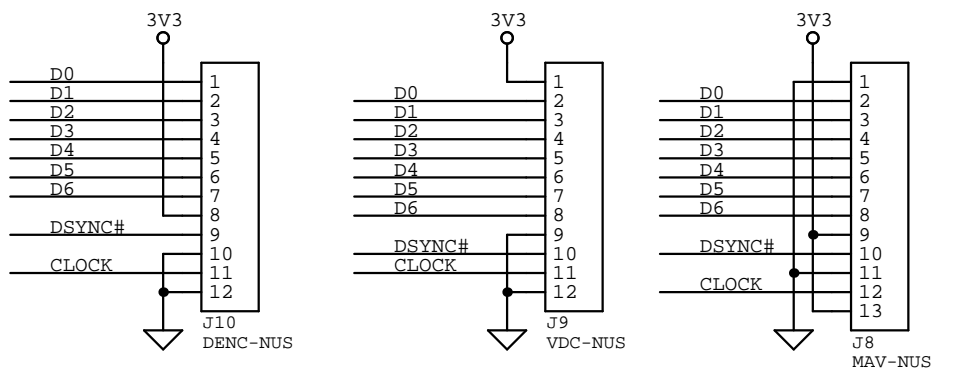 3V3
D0
D1
D2
D3
D4
D5
D6
DSYNC#
CLOCK
1
2
3
4
5
6
7
8
9
10
11
12
J10
DENC-NUS
3V3
D0
D1
D2
D3
D4
D5
D6
DSYNC#
CLOCK
1
2
3
4
5
6
7
8
9
10
11
12
J9
VDC-NUS
3V3
D0
D1
D2
D3
D4
D5
D6
DSYNC#
CLOCK
1
2
3
4
5
6
7
8
9
10
11
12
13
J8
MAV-NUS